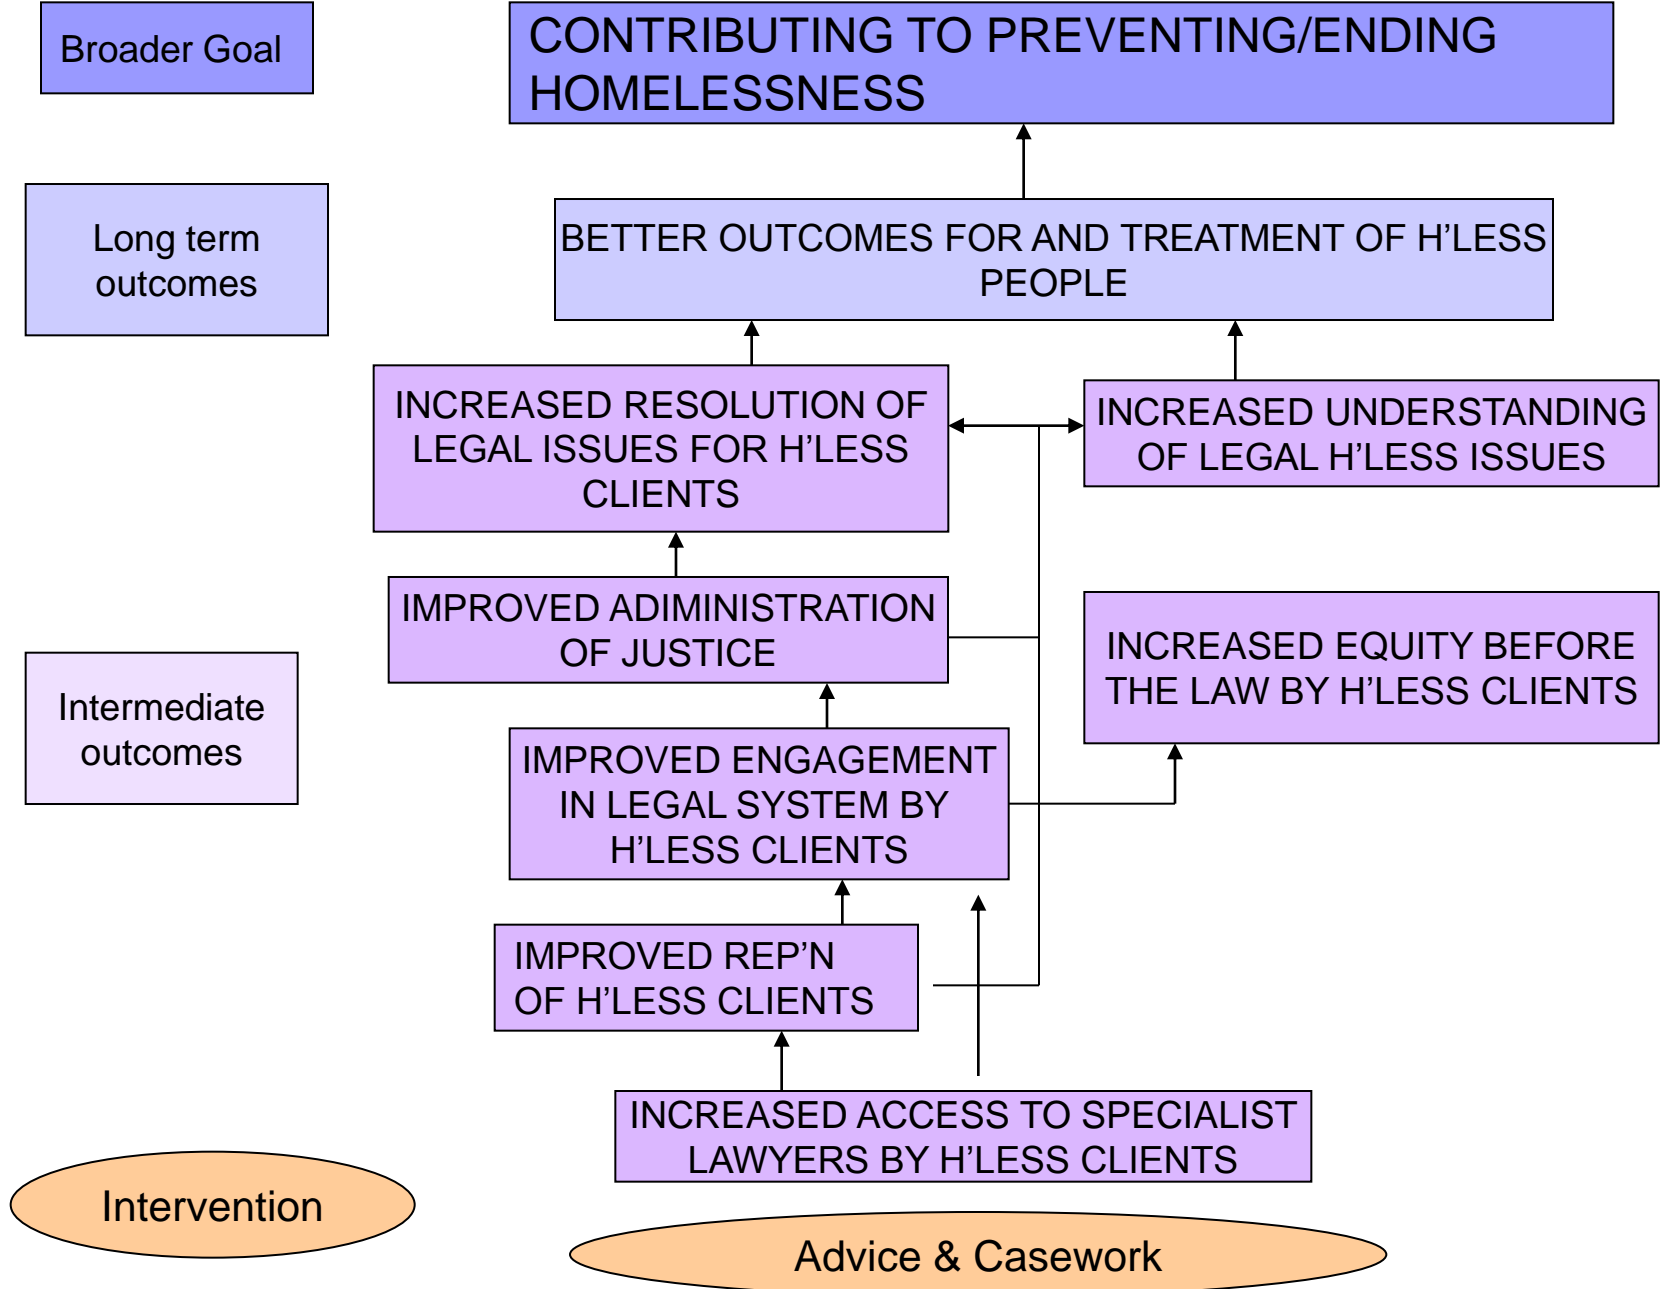 Broader Goal
CONTRIBUTING TO PREVENTING/ENDING
HOMELESSNESS
Long term
outcomes
BETTER OUTCOMES FOR AND TREATMENT OF H’LESS
PEOPLE
INCREASED RESOLUTION OF
LEGAL ISSUES FOR H’LESS
CLIENTS
INCREASED UNDERSTANDING
OF LEGAL H’LESS ISSUES
IMPROVED ADIMINISTRATION
OF JUSTICE
INCREASED EQUITY BEFORE
THE LAW BY H’LESS CLIENTS
Intermediate
outcomes
IMPROVED ENGAGEMENT
IN LEGAL SYSTEM BY
H’LESS CLIENTS
IMPROVED REP’N
OF H’LESS CLIENTS
INCREASED ACCESS TO SPECIALIST
LAWYERS BY H’LESS CLIENTS
Intervention
Advice & Casework